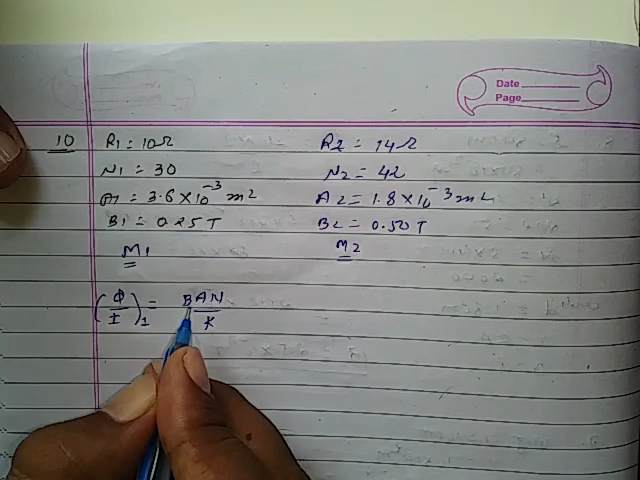 Date
Page
10 R1 = 10Ω R2 = 14Ω
N1 = 30 N2 = 42
A1 = 3.6 × 10⁻³ m² A2 = 1.8 × 10⁻³ m²
B1 = 0.25 T B2 = 0.50 T
M1 M2
(Φ/I)₁ = BAN/K